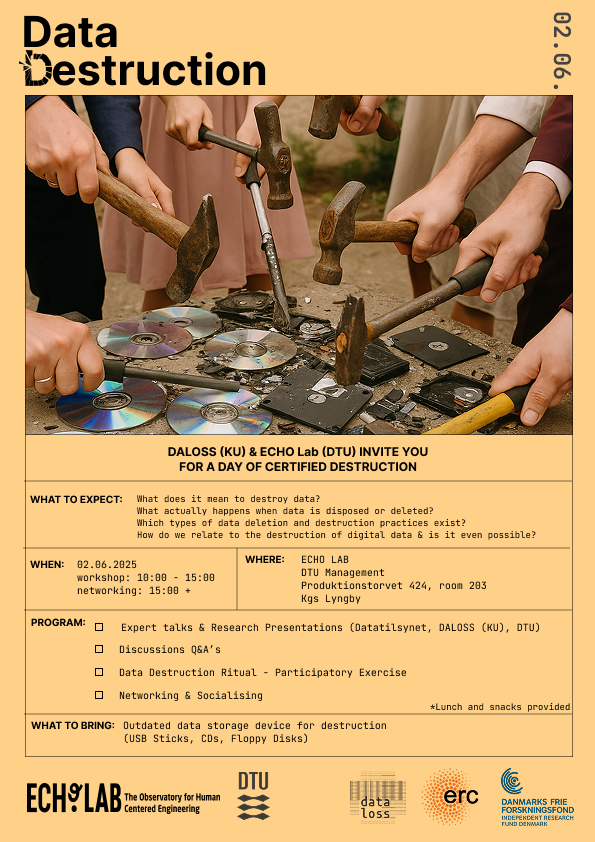 Data
Destruction
02.06.
DALOSS (KU) & ECHO Lab (DTU) INVITE YOU
FOR A DAY OF CERTIFIED DESTRUCTION
WHAT TO EXPECT:
What does it mean to destroy data?
What actually happens when data is disposed or deleted?
Which types of data deletion and destruction practices exist?
How do we relate to the destruction of digital data & is it even possible?
WHEN:
02.06.2025
workshop: 10:00 - 15:00
networking: 15:00 +
WHERE:
ECHO LAB
DTU Management
Produktionstorvet 424, room 203
Kgs Lyngby
PROGRAM:
Expert talks & Research Presentations (Datatilsynet, DALOSS (KU), DTU)
Discussions Q&A’s
Data Destruction Ritual - Participatory Exercise
Networking & Socialising
*Lunch and snacks provided
WHAT TO BRING:
Outdated data storage device for destruction
(USB Sticks, CDs, Floppy Disks)
ECHO LAB
The Observatory for Human
Centered Engineering
DTU
data
loss
erc
DANMARKS FRIE
FORSKNINGSFOND
INDEPENDENT RESEARCH
FUND DENMARK